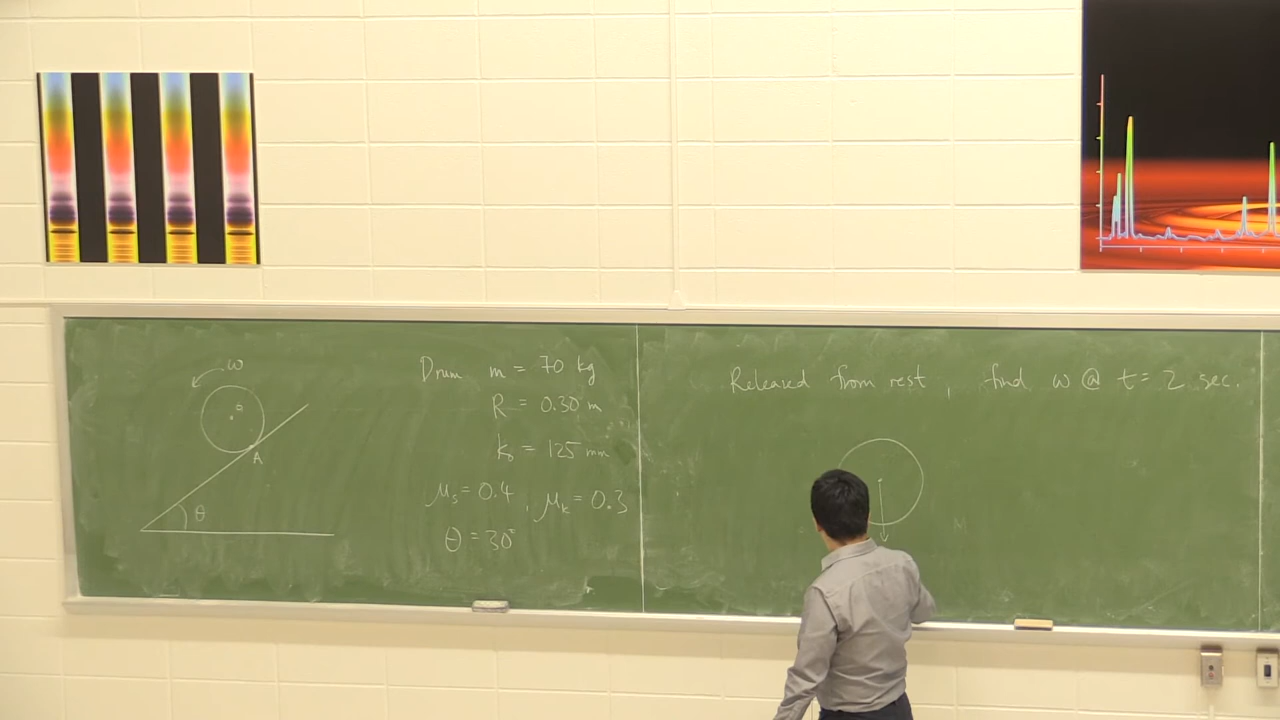 ω
G
A
θ
Drum m = 70 kg
R = 0.30 m
k₀ = 125 mm
μₛ = 0.4 , μₖ = 0.3
θ = 30°
Released from rest , find ω @ t = 2 sec.